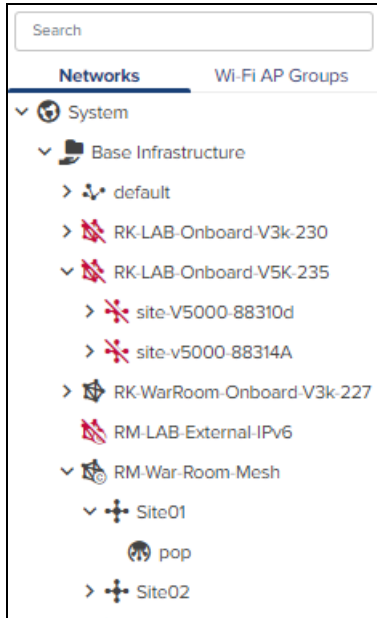 Search
Networks Wi-Fi AP Groups
System
Base Infrastructure
default
RK-LAB-Onboard-V3k-230
RK-LAB-Onboard-V5K-235
site-V5000-88310d
site-v5000-88314A
RK-WarRoom-Onboard-V3k-227
RM-LAB-External-IPv6
RM-War-Room-Mesh
Site01
pop
Site02